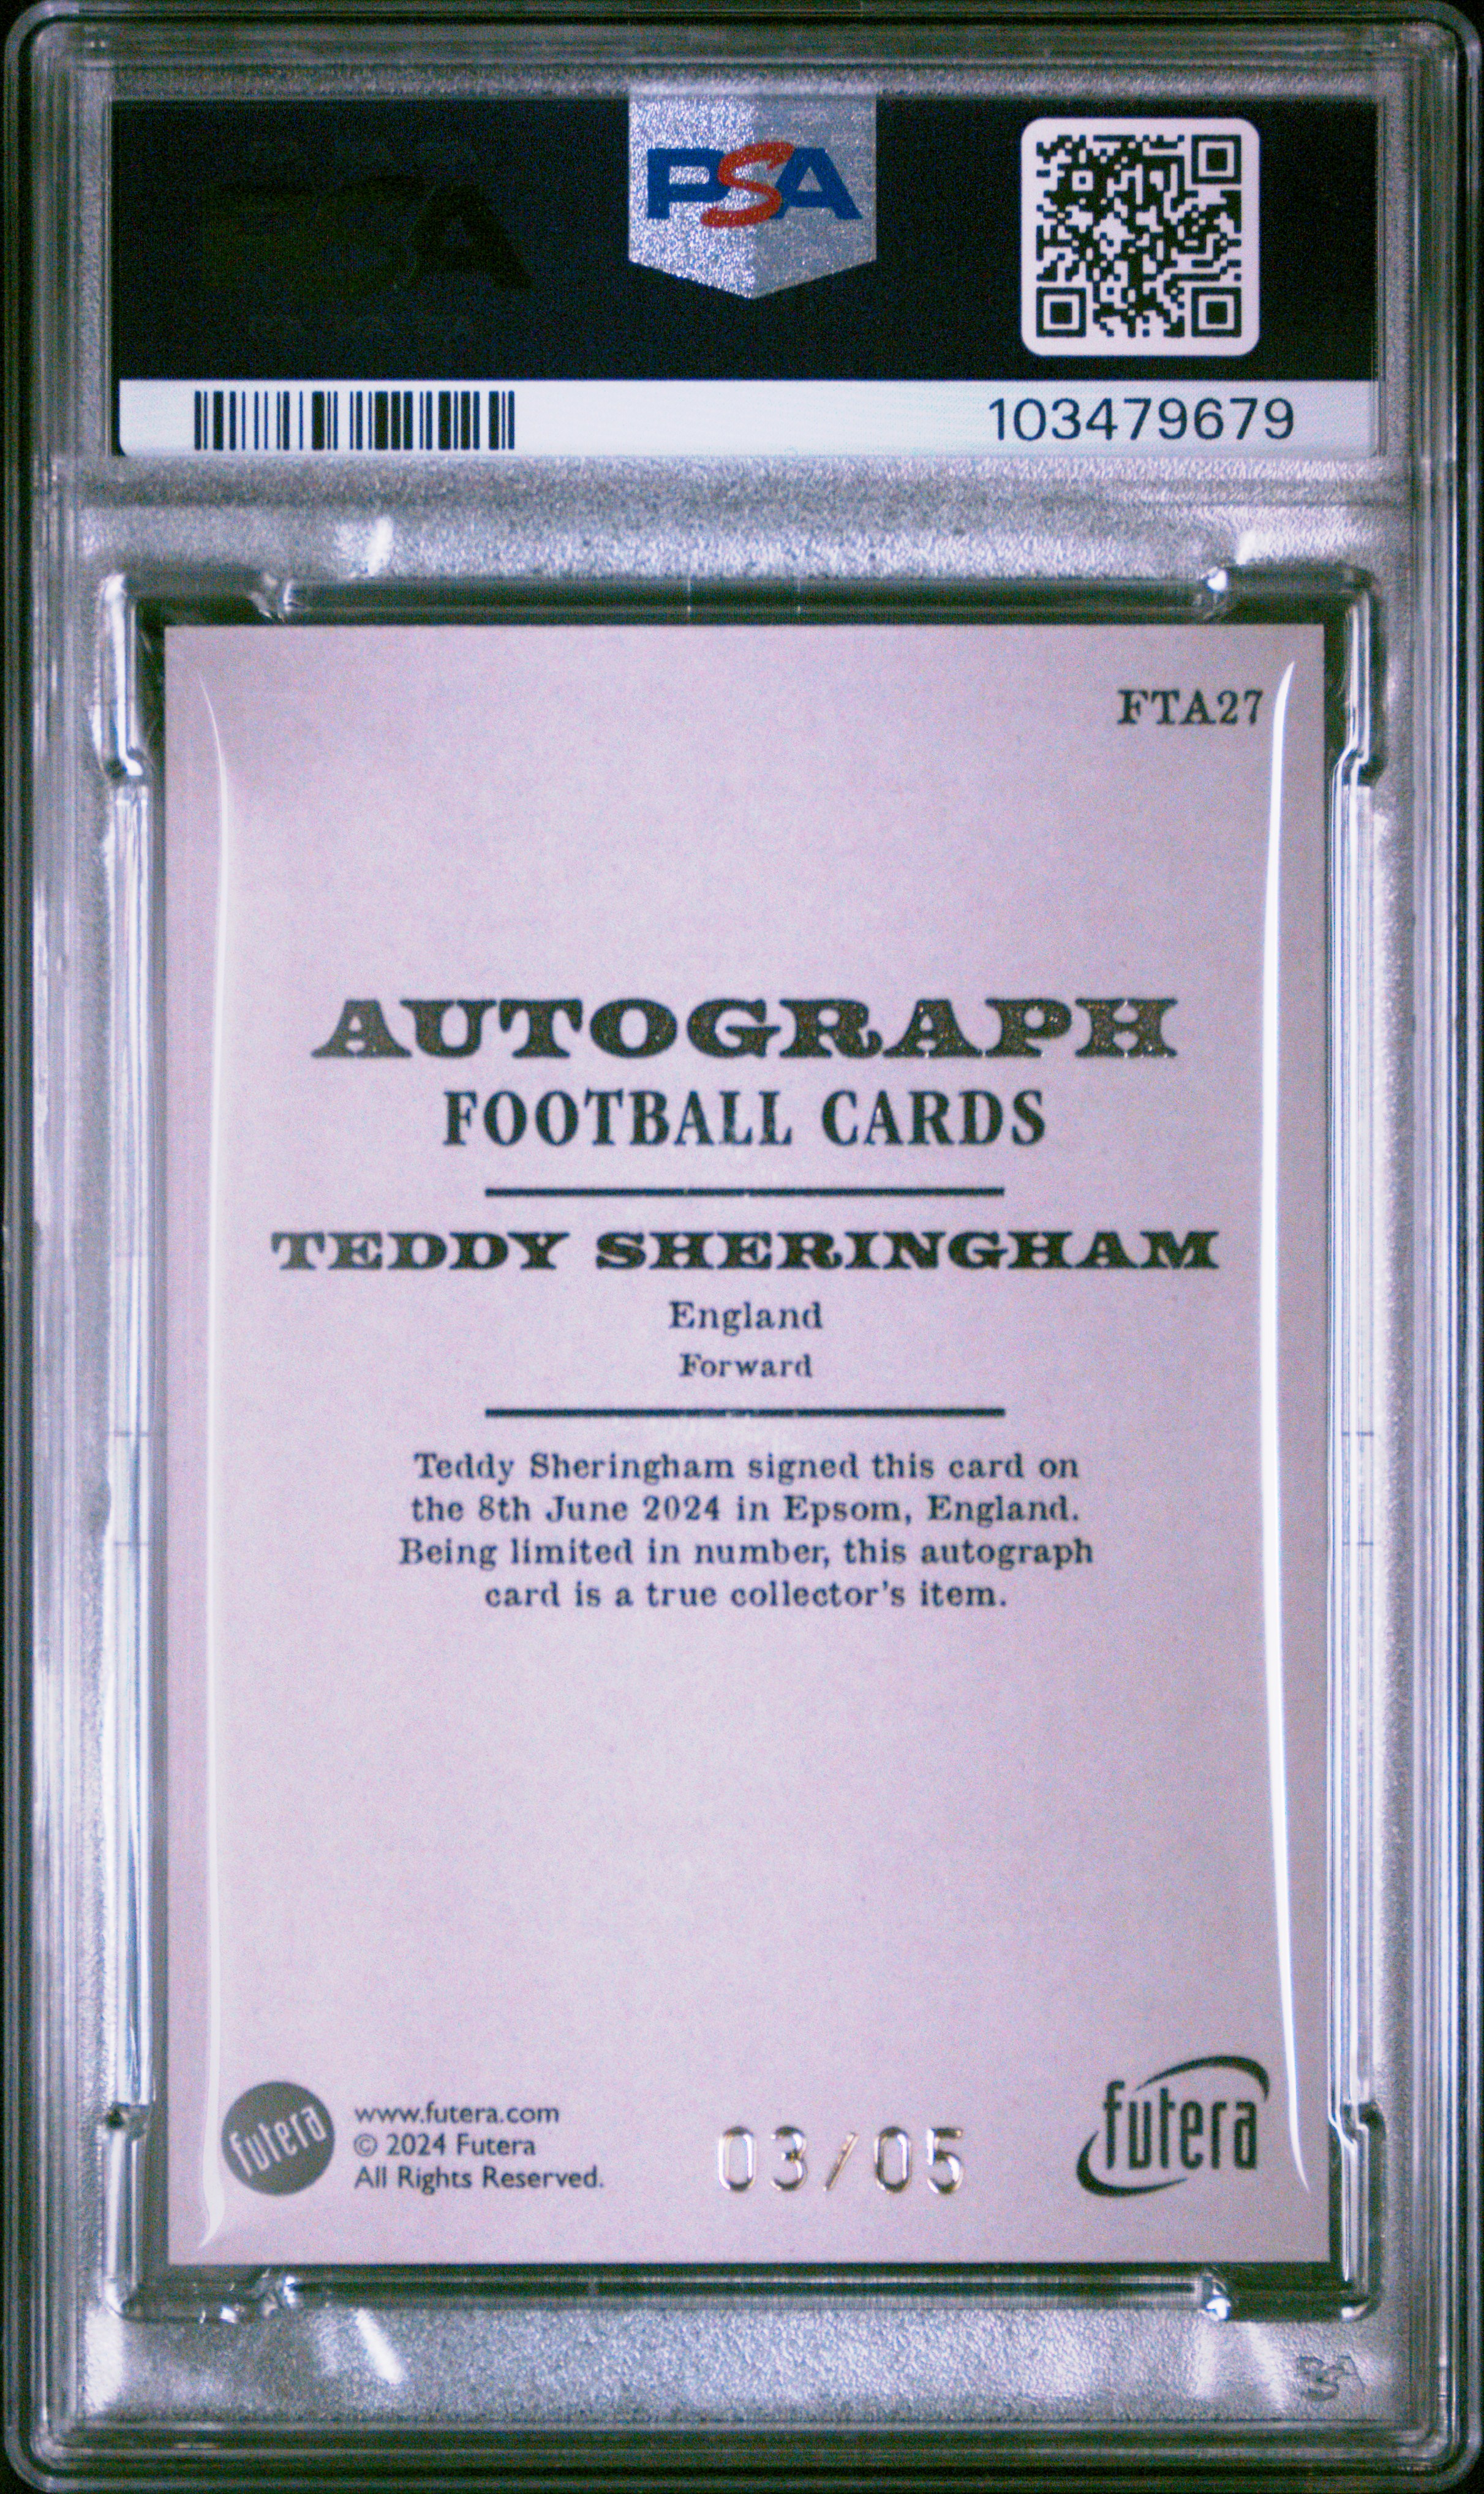 PSA
103479679
FTA27
AUTOGRAPH
FOOTBALL CARDS
TEDDY SHERINGHAM
England
Forward
Teddy Sheringham signed this card on
the 8th June 2024 in Epsom, England.
Being limited in number, this autograph
card is a true collector's item.
futera
www.futera.com
© 2024 Futera
All Rights Reserved.
03/05
futera
PSA